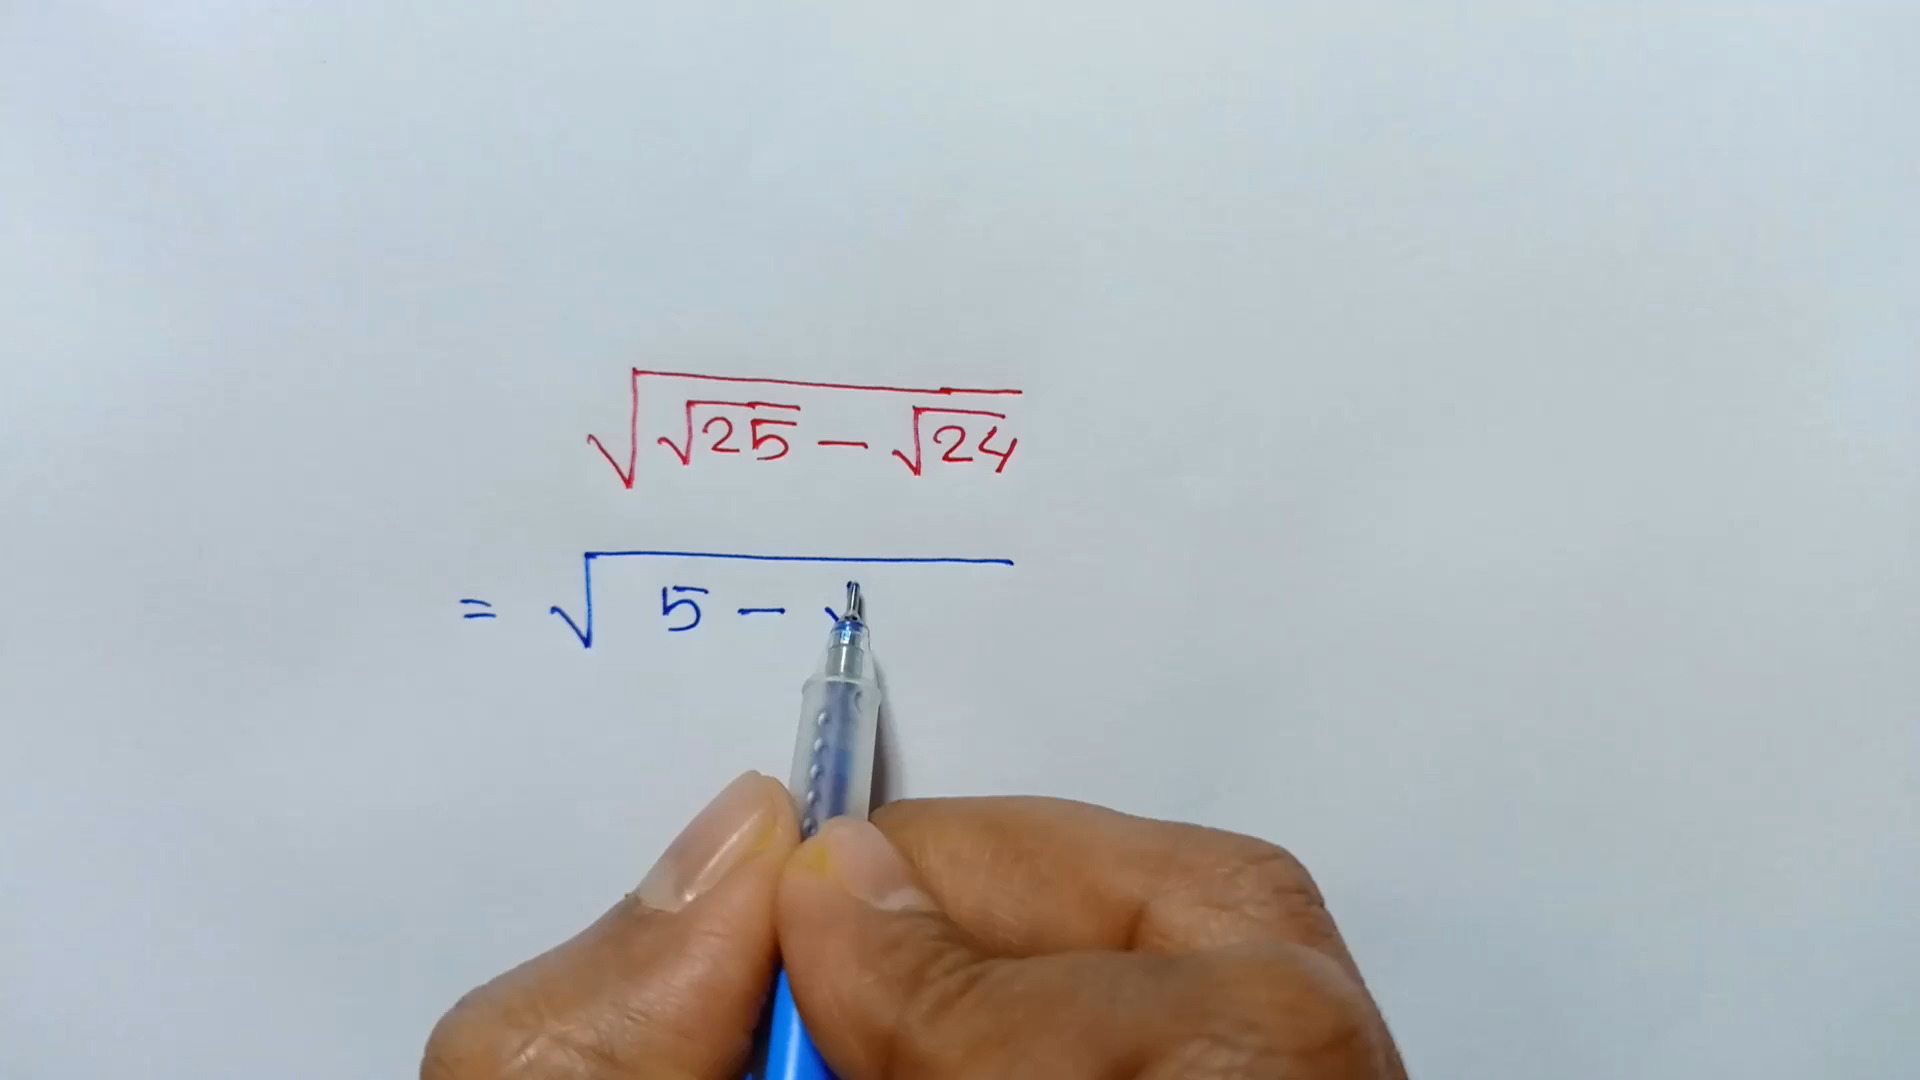 √(√25 − √24)
= √(5 − √